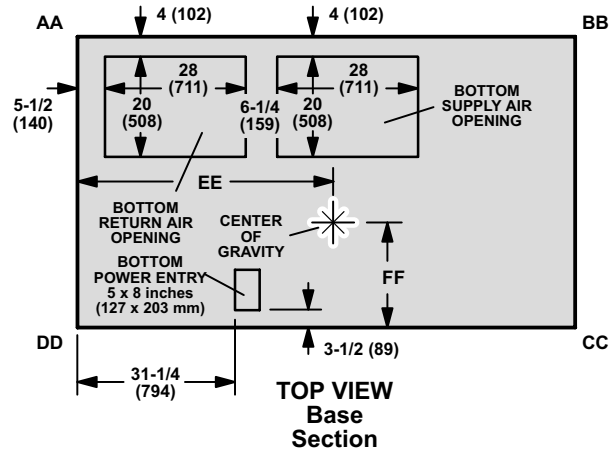 AA
4 (102)
4 (102)
BB
5-1/2
(140)
28
(711)
20
(508)
6-1/4
(159)
28
(711)
20
(508)
BOTTOM
SUPPLY AIR
OPENING
EE
BOTTOM
RETURN AIR
OPENING
CENTER
OF
GRAVITY
BOTTOM
POWER ENTRY
5 x 8 inches
(127 x 203 mm)
FF
DD
CC
3-1/2 (89)
31-1/4
(794)
TOP VIEW
Base
Section